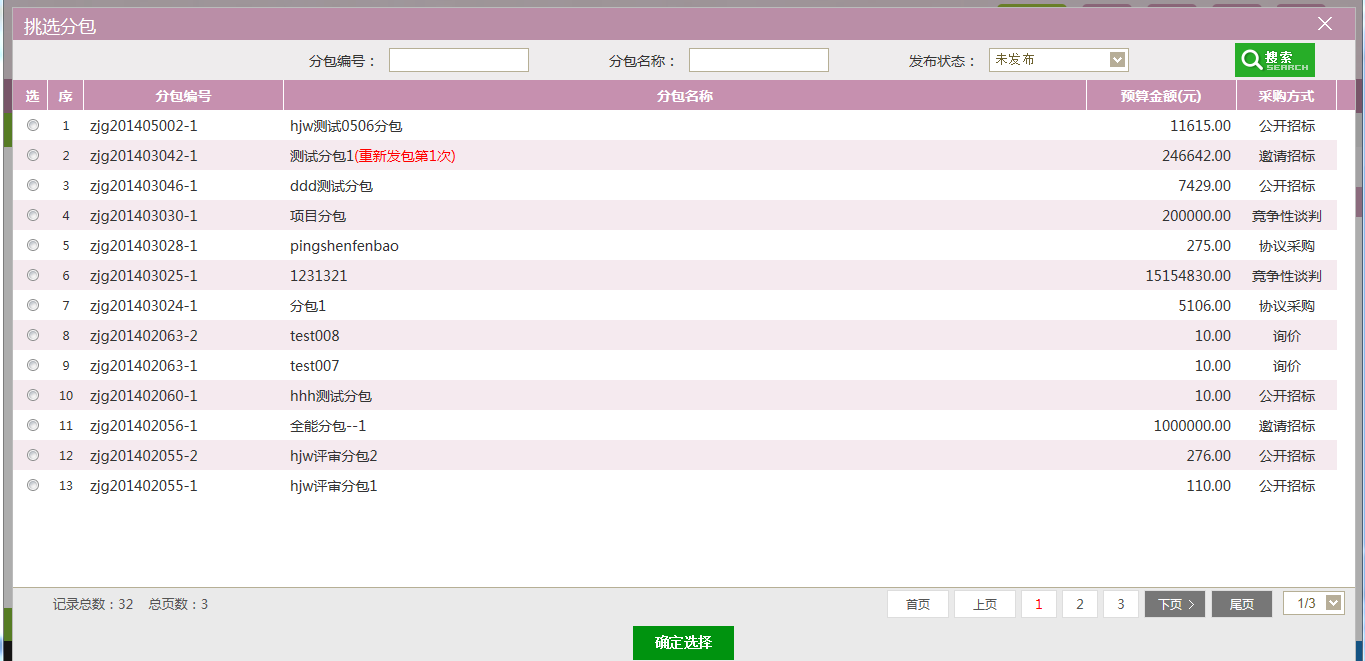 挑选分包
分包编号： 分包名称： 发布状态： 未发布 搜索 SEARCH
选 序 分包编号 分包名称 预算金额(元) 采购方式
1 zjg201405002-1 hjw测试0506分包 11615.00 公开招标
2 zjg201403042-1 测试分包1(重新发包第1次) 246642.00 邀请招标
3 zjg201403046-1 ddd测试分包 7429.00 公开招标
4 zjg201403030-1 项目分包 200000.00 竞争性谈判
5 zjg201403028-1 pingshenfenbao 275.00 协议采购
6 zjg201403025-1 1231321 15154830.00 竞争性谈判
7 zjg201403024-1 分包1 5106.00 协议采购
8 zjg201402063-2 test008 10.00 询价
9 zjg201402063-1 test007 10.00 询价
10 zjg201402060-1 hhh测试分包 10.00 公开招标
11 zjg201402056-1 全能分包--1 1000000.00 邀请招标
12 zjg201402055-2 hjw评审分包2 276.00 公开招标
13 zjg201402055-1 hjw评审分包1 110.00 公开招标
记录总数：32 总页数：3 首页 上页 1 2 3 下页 尾页 1/3
确定选择